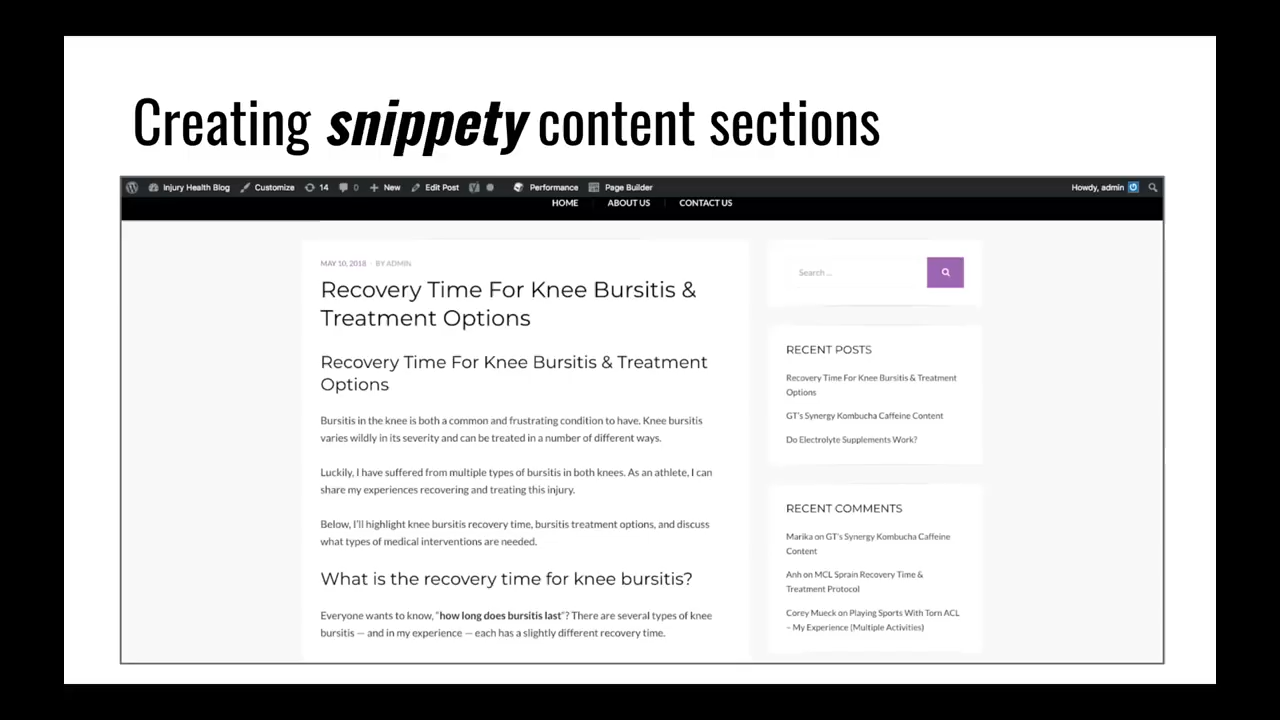 Creating snippety content sections
Injury Health Blog Customize 14 0 New Edit Post Performance Page Builder Howdy, admin
HOME ABOUT US CONTACT US
MAY 10, 2018 · BY ADMIN
Recovery Time For Knee Bursitis &
Treatment Options
Recovery Time For Knee Bursitis & Treatment
Options
Bursitis in the knee is both a common and frustrating condition to have. Knee bursitis
varies wildly in its severity and can be treated in a number of different ways.
Luckily, I have suffered from multiple types of bursitis in both knees. As an athlete, I can
share my experiences recovering and treating this injury.
Below, I'll highlight knee bursitis recovery time, bursitis treatment options, and discuss
what types of medical interventions are needed.
What is the recovery time for knee bursitis?
Everyone wants to know, "how long does bursitis last"? There are several types of knee
bursitis — and in my experience — each has a slightly different recovery time.
Search ...
RECENT POSTS
Recovery Time For Knee Bursitis & Treatment
Options
GT's Synergy Kombucha Caffeine Content
Do Electrolyte Supplements Work?
RECENT COMMENTS
Marika on GT's Synergy Kombucha Caffeine
Content
Anh on MCL Sprain Recovery Time &
Treatment Protocol
Corey Mueck on Playing Sports With Torn ACL
– My Experience (Multiple Activities)